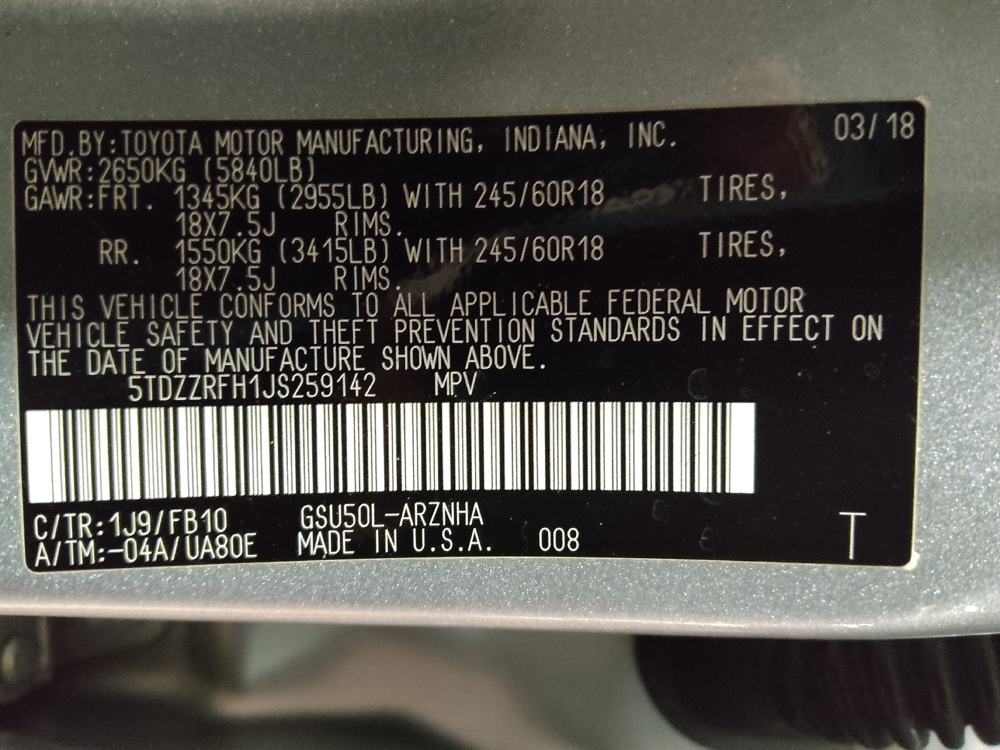 MFD.BY:TOYOTA MOTOR MANUFACTURING, INDIANA, INC. 03/18
GVWR:2650KG (5840LB)
GAWR:FRT. 1345KG (2955LB) WITH 245/60R18 TIRES,
18X7.5J RIMS.
RR. 1550KG (3415LB) WITH 245/60R18 TIRES,
18X7.5J RIMS.
THIS VEHICLE CONFORMS TO ALL APPLICABLE FEDERAL MOTOR
VEHICLE SAFETY AND THEFT PREVENTION STANDARDS IN EFFECT ON
THE DATE OF MANUFACTURE SHOWN ABOVE.
5TDZZRFH1JS259142 MPV
C/TR:1J9/FB10 GSU50L-ARZNHA
A/TM:-04A/UA80E MADE IN U.S.A. 008 T